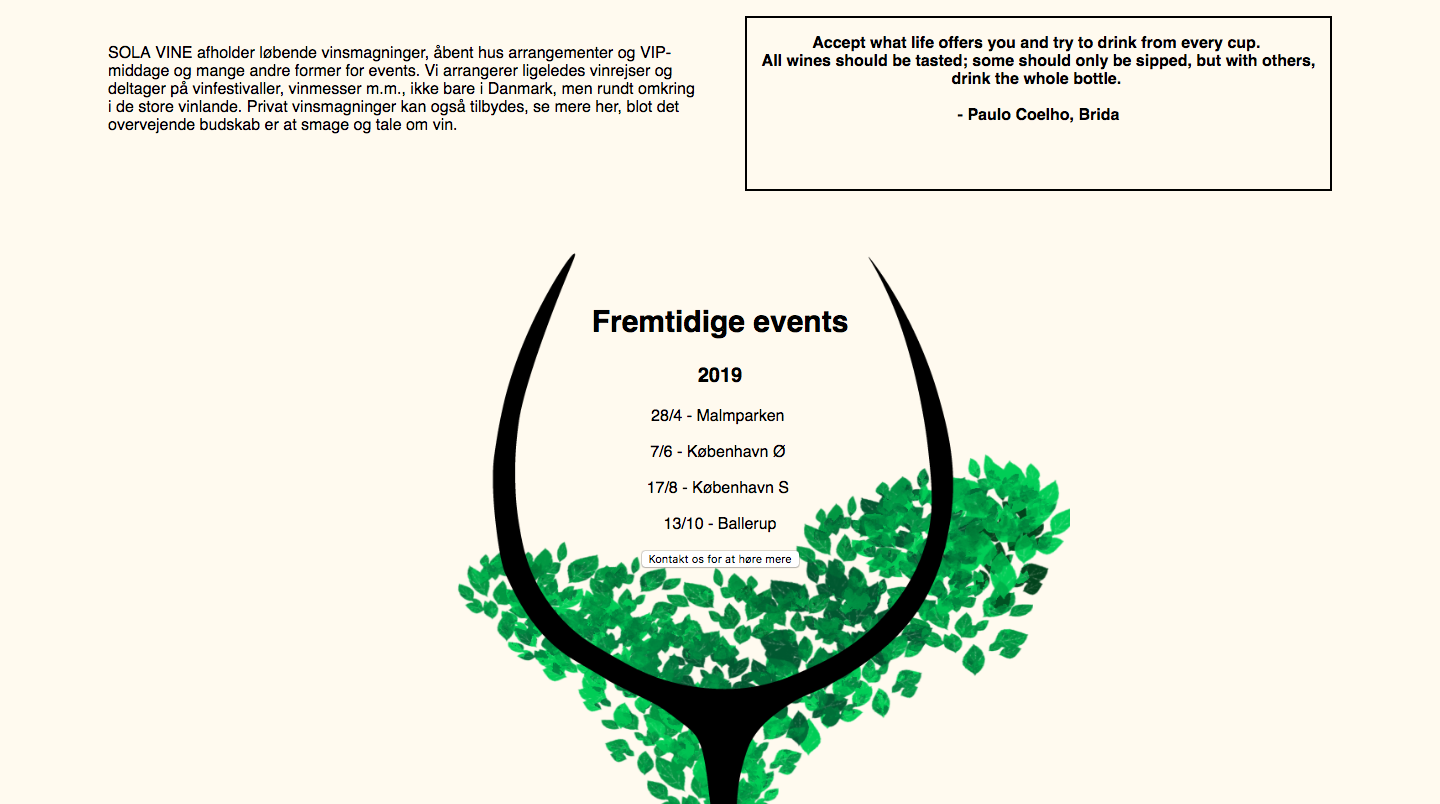 SOLA VINE afholder løbende vinsmagninger, åbent hus arrangementer og VIP-
middage og mange andre former for events. Vi arrangerer ligeledes vinrejser og
deltager på vinfestivaller, vinmesser m.m., ikke bare i Danmark, men rundt omkring
i de store vinlande. Privat vinsmagninger kan også tilbydes, se mere her, blot det
overvejende budskab er at smage og tale om vin.
Accept what life offers you and try to drink from every cup.
All wines should be tasted; some should only be sipped, but with others,
drink the whole bottle.
- Paulo Coelho, Brida
Fremtidige events
2019
28/4 - Malmparken
7/6 - København Ø
17/8 - København S
13/10 - Ballerup
Kontakt os for at høre mere